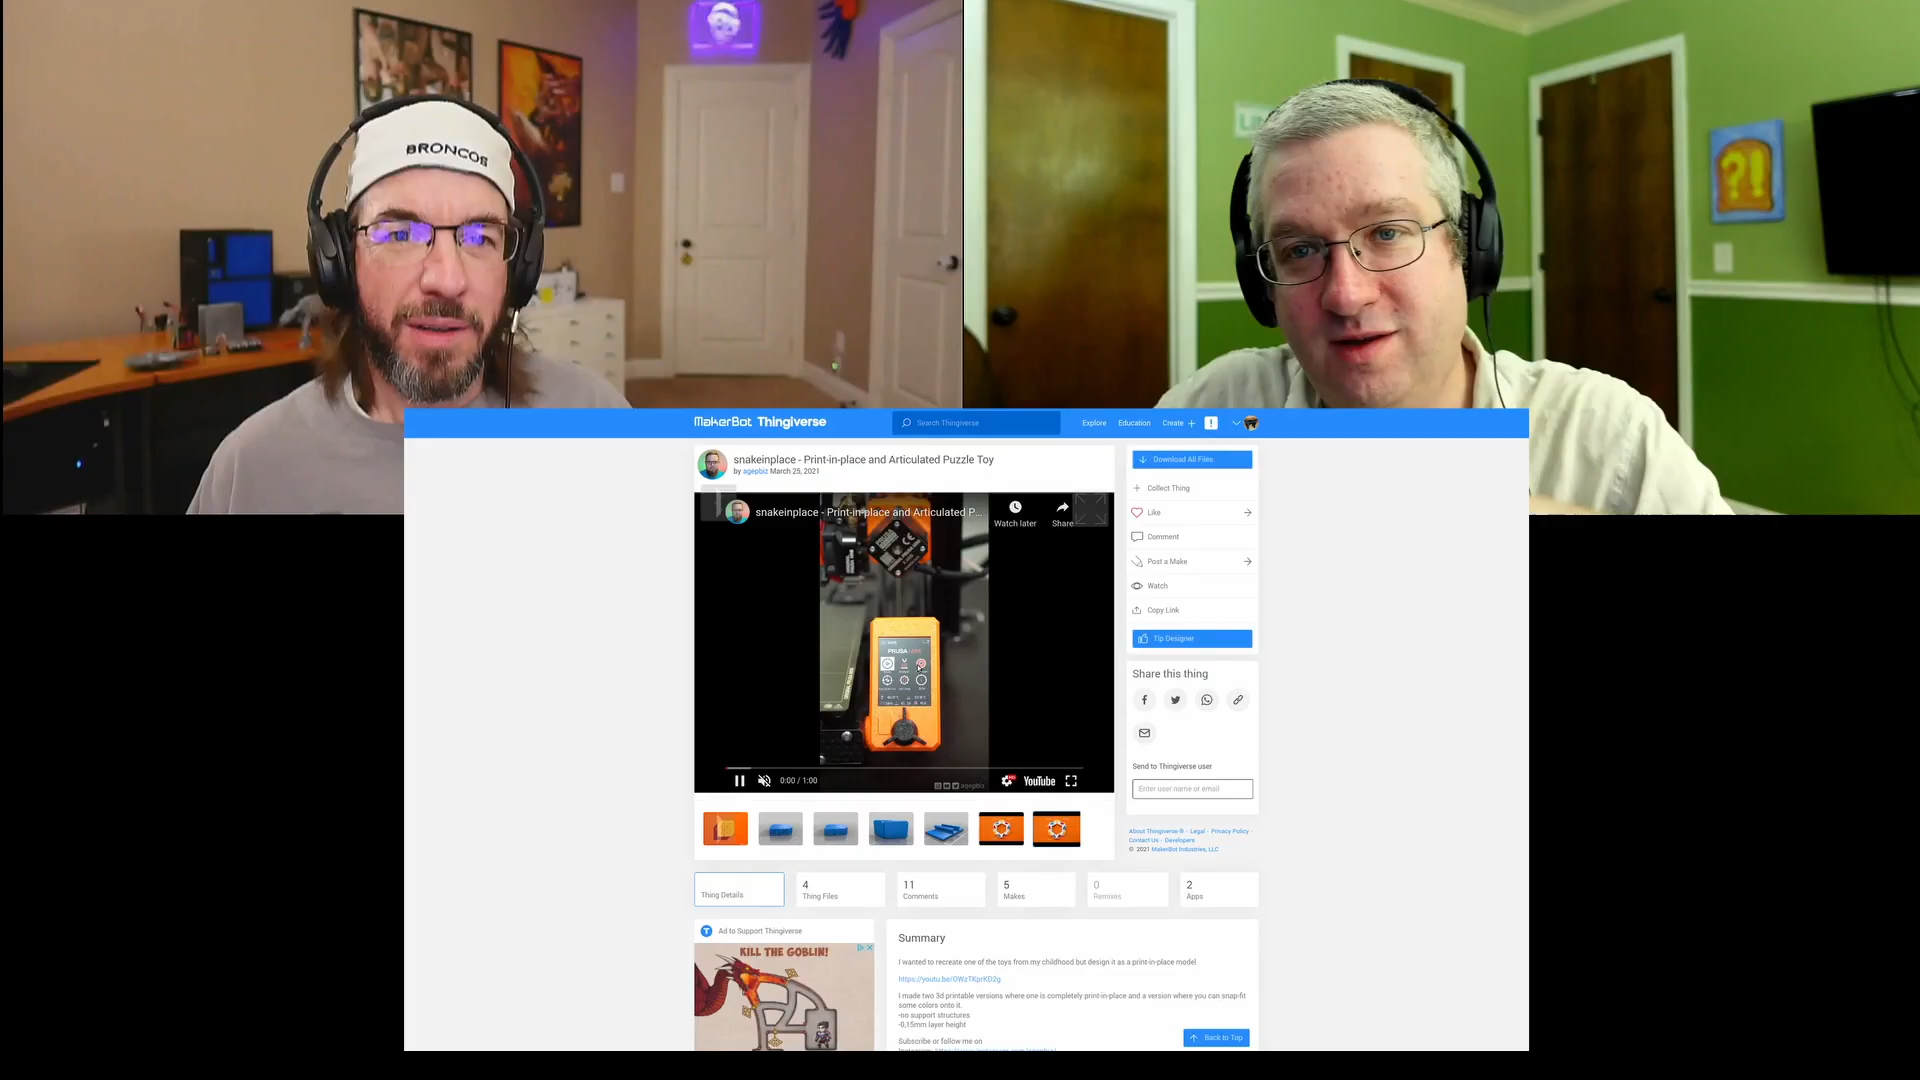 BRONCOS
?!
MakerBot Thingiverse
Search Thingiverse
Explore
Education
Create
snakeinplace - Print-in-place and Articulated Puzzle Toy
by agepbiz March 25, 2021
snakeinplace - Print-in-place and Articulated P...
Watch later
Share
PRUSA
0:00 / 1:00
agepbiz
YouTube
Download All Files
Collect Thing
Like
Comment
Post a Make
Watch
Copy Link
Tip Designer
Share this thing
Send to Thingiverse user
Enter user name or email
About Thingiverse ® · Legal · Privacy Policy ·
Contact Us · Developers
© 2021 MakerBot Industries, LLC
Thing Details
4
Thing Files
11
Comments
5
Makes
0
Remixes
2
Apps
Ad to Support Thingiverse
KILL THE GOBLIN!
Summary
I wanted to recreate one of the toys from my childhood but design it as a print-in-place model.
https://youtu.be/OWzTKprKD2g
I made two 3d printable versions where one is completely print-in-place and a version where you can snap-fit
some colors onto it.
-no support structures
-0,15mm layer height
Subscribe or follow me on
Back to Top